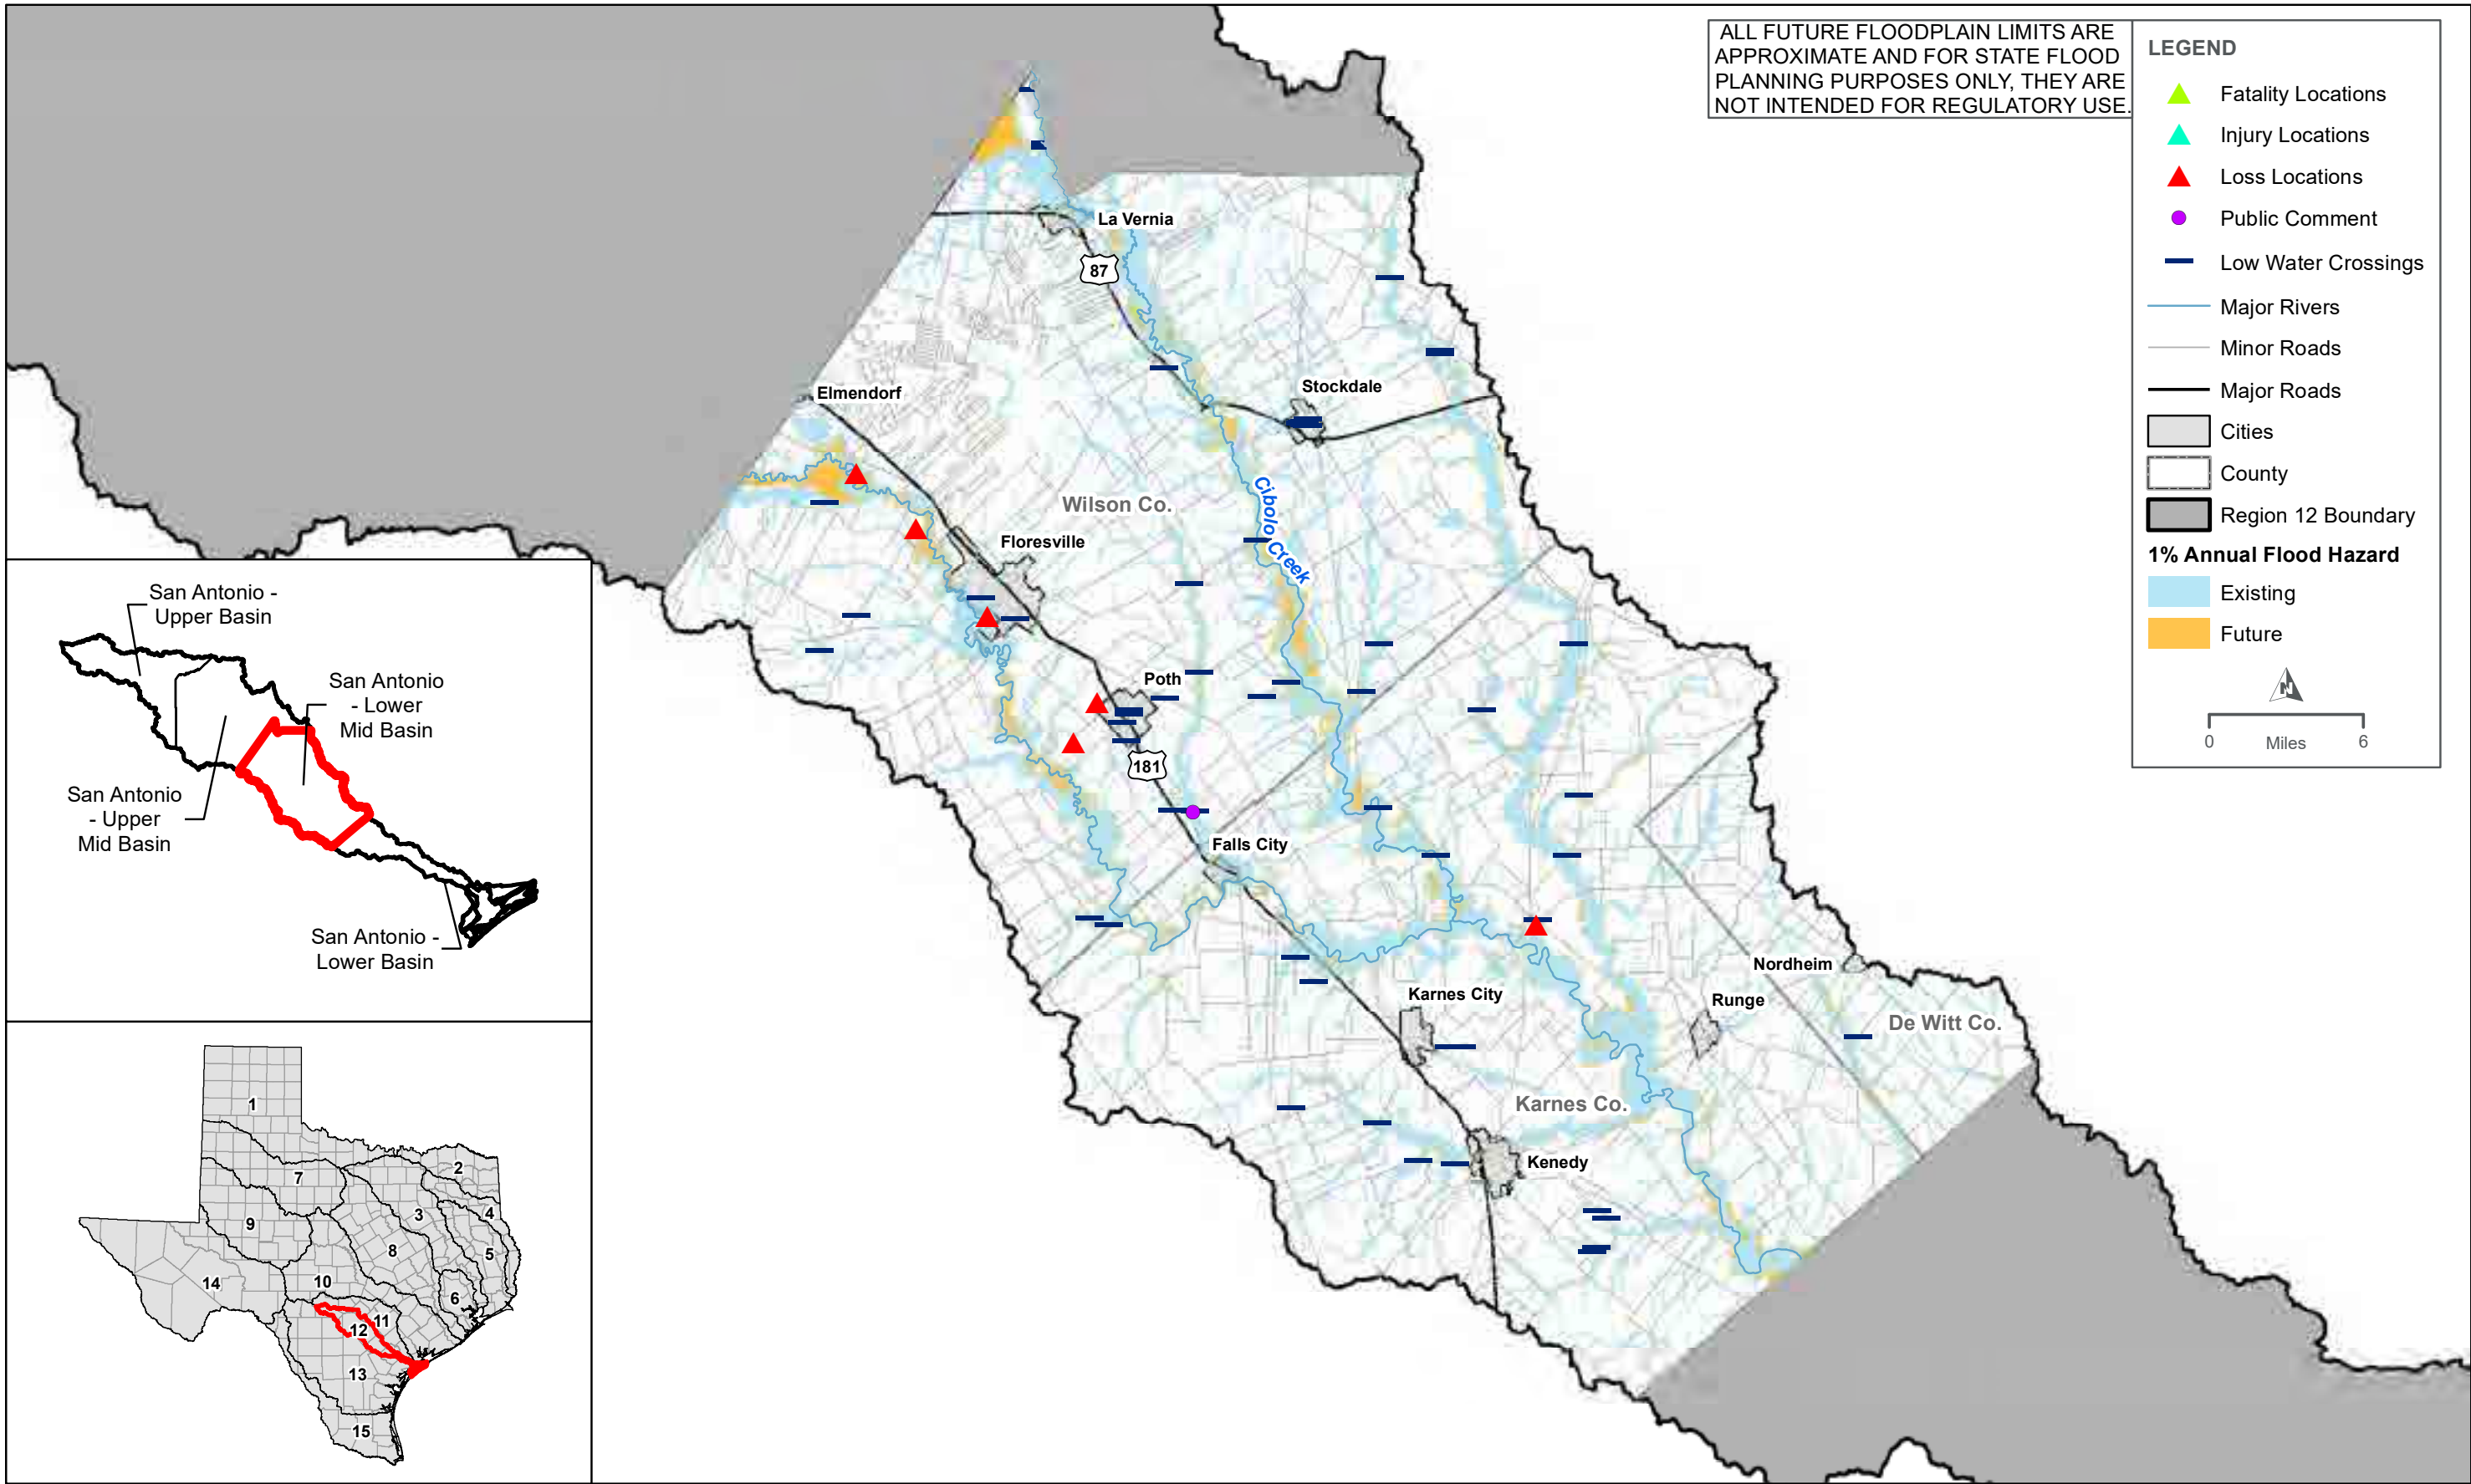 ALL FUTURE FLOODPLAIN LIMITS ARE
APPROXIMATE AND FOR STATE FLOOD
PLANNING PURPOSES ONLY, THEY ARE
NOT INTENDED FOR REGULATORY USE.
LEGEND
Fatality Locations
Injury Locations
Loss Locations
Public Comment
Low Water Crossings
Major Rivers
Minor Roads
Major Roads
Cities
County
Region 12 Boundary
1% Annual Flood Hazard
Existing
Future
N
0 Miles 6
La Vernia
87
Elmendorf
Stockdale
Wilson Co.
Cibolo Creek
Floresville
Poth
181
Falls City
Nordheim
Karnes City
Runge
De Witt Co.
Karnes Co.
Kenedy
San Antonio -
Upper Basin
San Antonio
- Lower
Mid Basin
San Antonio
- Upper
Mid Basin
San Antonio -
Lower Basin
1
2
7
3
4
9
8
5
14
10
6
11
12
13
15